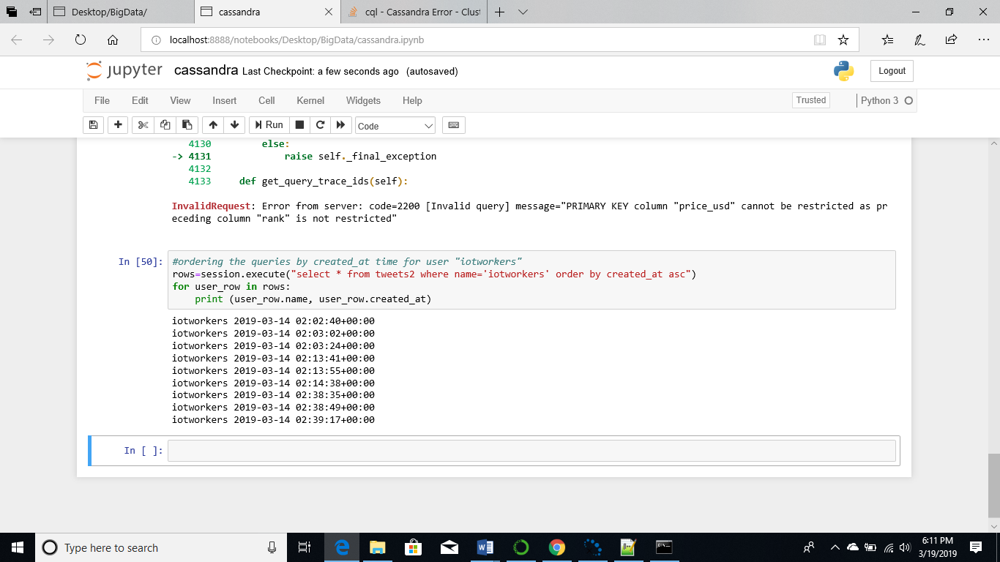 Desktop/BigData/
cassandra
cql - Cassandra Error - Clust
localhost:8888/notebooks/Desktop/BigData/cassandra.ipynb
jupyter cassandra Last Checkpoint: a few seconds ago (autosaved)
Logout
File Edit View Insert Cell Kernel Widgets Help
Trusted
Python 3
Run
Code
4130 else:
-> 4131 raise self._final_exception
4132
4133 def get_query_trace_ids(self):
InvalidRequest: Error from server: code=2200 [Invalid query] message="PRIMARY KEY column "price_usd" cannot be restricted as pr
eceding column "rank" is not restricted"
In [50]:
#ordering the queries by created_at time for user "iotworkers"
rows=session.execute("select * from tweets2 where name='iotworkers' order by created_at asc")
for user_row in rows:
print (user_row.name, user_row.created_at)
iotworkers 2019-03-14 02:02:40+00:00
iotworkers 2019-03-14 02:03:02+00:00
iotworkers 2019-03-14 02:03:24+00:00
iotworkers 2019-03-14 02:13:41+00:00
iotworkers 2019-03-14 02:13:55+00:00
iotworkers 2019-03-14 02:14:38+00:00
iotworkers 2019-03-14 02:38:35+00:00
iotworkers 2019-03-14 02:38:49+00:00
iotworkers 2019-03-14 02:39:17+00:00
In [ ]:
Type here to search
6:11 PM
3/19/2019